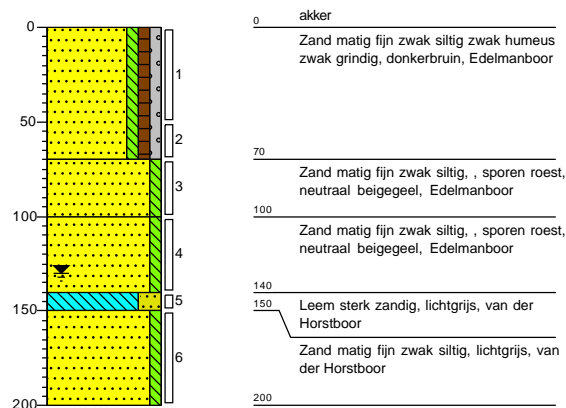 0
50
100
150
200
1
2
3
4
5
6
0
akker
Zand matig fijn zwak siltig zwak humeus
zwak grindig, donkerbruin, Edelmanboor
70
Zand matig fijn zwak siltig, , sporen roest,
neutraal beigegeel, Edelmanboor
100
Zand matig fijn zwak siltig, , sporen roest,
neutraal beigegeel, Edelmanboor
140
150
Leem sterk zandig, lichtgrijs, van der
Horstboor
Zand matig fijn zwak siltig, lichtgrijs, van
der Horstboor
200